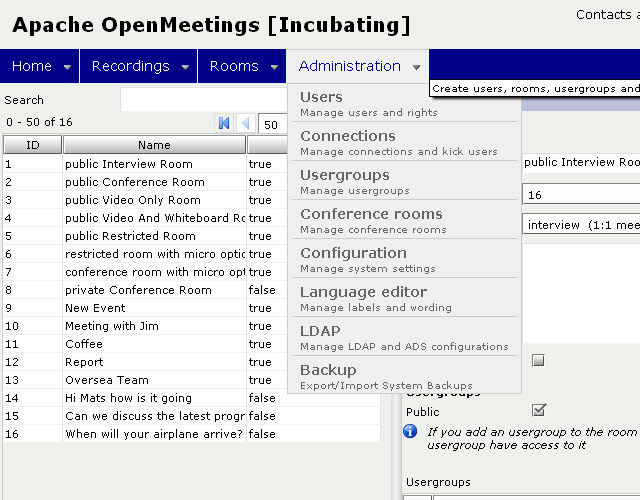 Apache OpenMeetings [Incubating]
Contacts
Home Recordings Rooms Administration
Create users, rooms, usergroups and
Search
0 - 50 of 16 50
ID Name
1 public Interview Room true
2 public Conference Room true
3 public Video Only Room true
4 public Video And Whiteboard true
5 public Restricted Room true
6 restricted room with micro true
7 conference room with micro true
8 private Conference Room false
9 New Event true
10 Meeting with Jim true
11 Coffee true
12 Report true
13 Oversea Team true
14 Hi Mats how is it going false
15 Can we discuss the latest false
16 When will your airplane arrive? false
Users
Manage users and rights
Connections
Manage connections and kick users
Usergroups
Manage usergroups
Conference rooms
Manage conference rooms
Configuration
Manage system settings
Language editor
Manage labels and wording
LDAP
Manage LDAP and ADS configurations
Backup
Export/Import System Backups
public Interview
16
interview (1:1
Usergroups
Public
If you add an usergroup to the room
usergroup have access to it
Usergroups